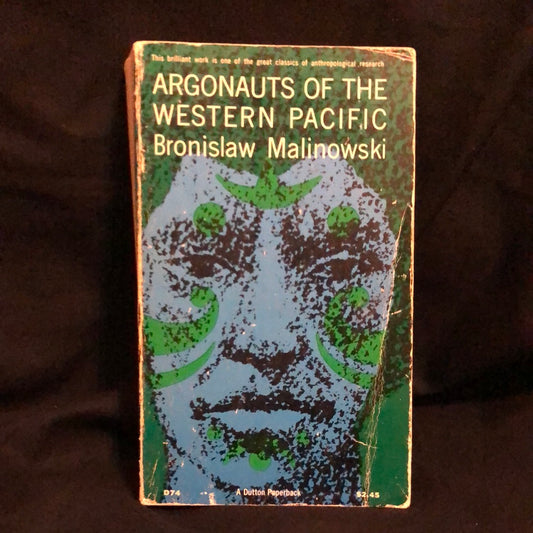 This brilliant work is one of the great classics of anthropological research
ARGONAUTS OF THE
WESTERN PACIFIC
Bronislaw Malinowski
D74 A Dutton Paperback $2.45